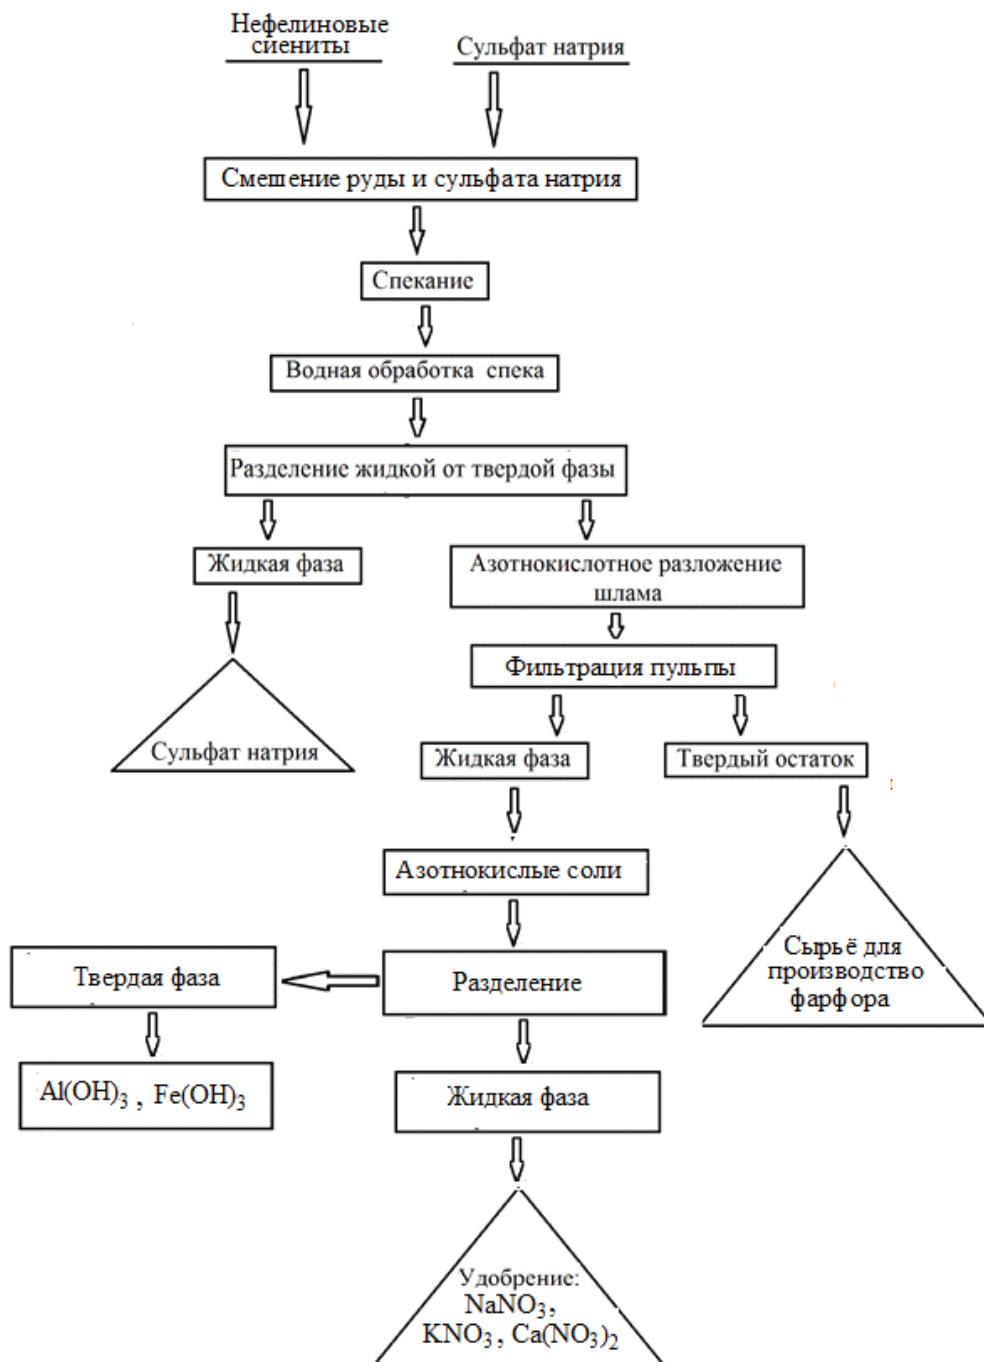 Нефелиновые
сиениты
Сульфат натрия
Смешение руды и сульфата натрия
Спекание
Водная обработка спека
Разделение жидкой от твердой фазы
Жидкая фаза
Азотнокислотное разложение
шлама
Фильтрация пульпы
Сульфат натрия
Жидкая фаза
Твердый остаток
Азотнокислые соли
Сырьё для
производство
фарфора
Твердая фаза
Разделение
Al(OH)₃ , Fe(OH)₃
Жидкая фаза
Удобрение:
NaNO₃,
KNO₃, Ca(NO₃)₂